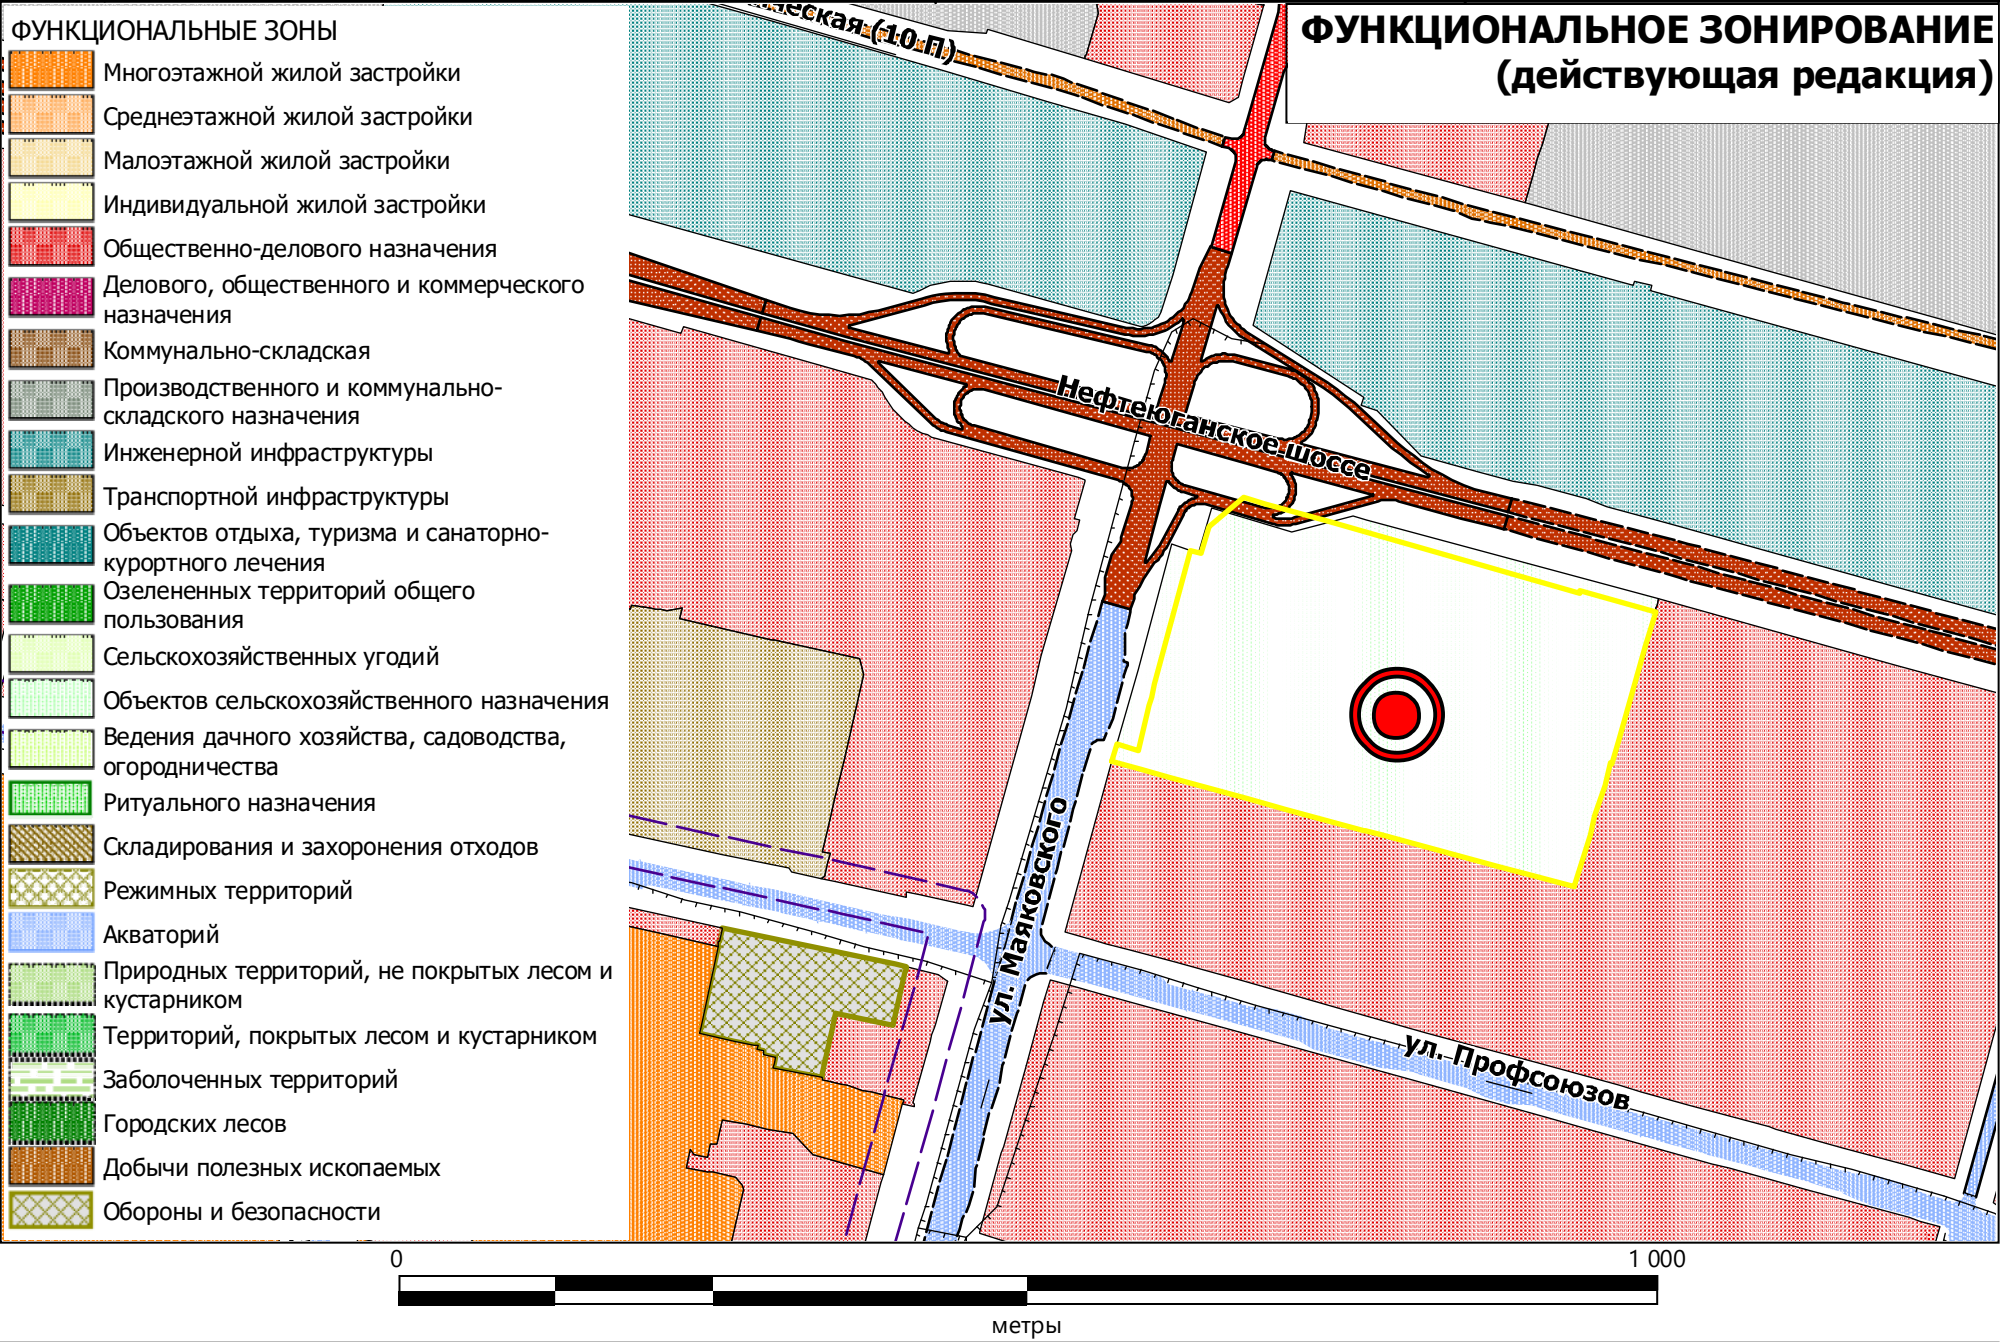 ФУНКЦИОНАЛЬНОЕ ЗОНИРОВАНИЕ
(действующая редакция)
ФУНКЦИОНАЛЬНЫЕ ЗОНЫ
Многоэтажной жилой застройки
Среднеэтажной жилой застройки
Малоэтажной жилой застройки
Индивидуальной жилой застройки
Общественно-делового назначения
Делового, общественного и коммерческого
назначения
Коммунально-складская
Производственного и коммунально-
складского назначения
Инженерной инфраструктуры
Транспортной инфраструктуры
Объектов отдыха, туризма и санаторно-
курортного лечения
Озелененных территорий общего
пользования
Сельскохозяйственных угодий
Объектов сельскохозяйственного назначения
Ведения дачного хозяйства, садоводства,
огородничества
Ритуального назначения
Складирования и захоронения отходов
Режимных территорий
Акваторий
Природных территорий, не покрытых лесом и
кустарником
Территорий, покрытых лесом и кустарником
Заболоченных территорий
Городских лесов
Добычи полезных ископаемых
Обороны и безопасности
(10 П)
Нефтеюганское шоссе
ул. Маяковского
ул. Профсоюзов
0
1 000
метры